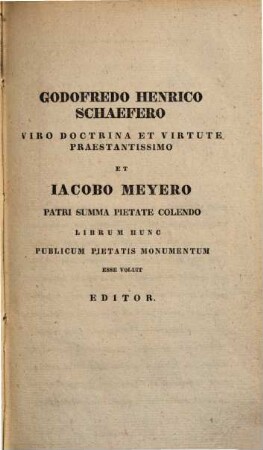 GODOFREDO HENRICO
SCHAEFERO
VIRO DOCTRINA ET VIRTUTE
PRAESTANTISSIMO
ET
IACOBO MEYERO
PATRI SUMMA PIETATE COLENDO
LIBRUM HUNC
PUBLICUM PIETATIS MONUMENTUM
ESSE VOLUIT
EDITOR.